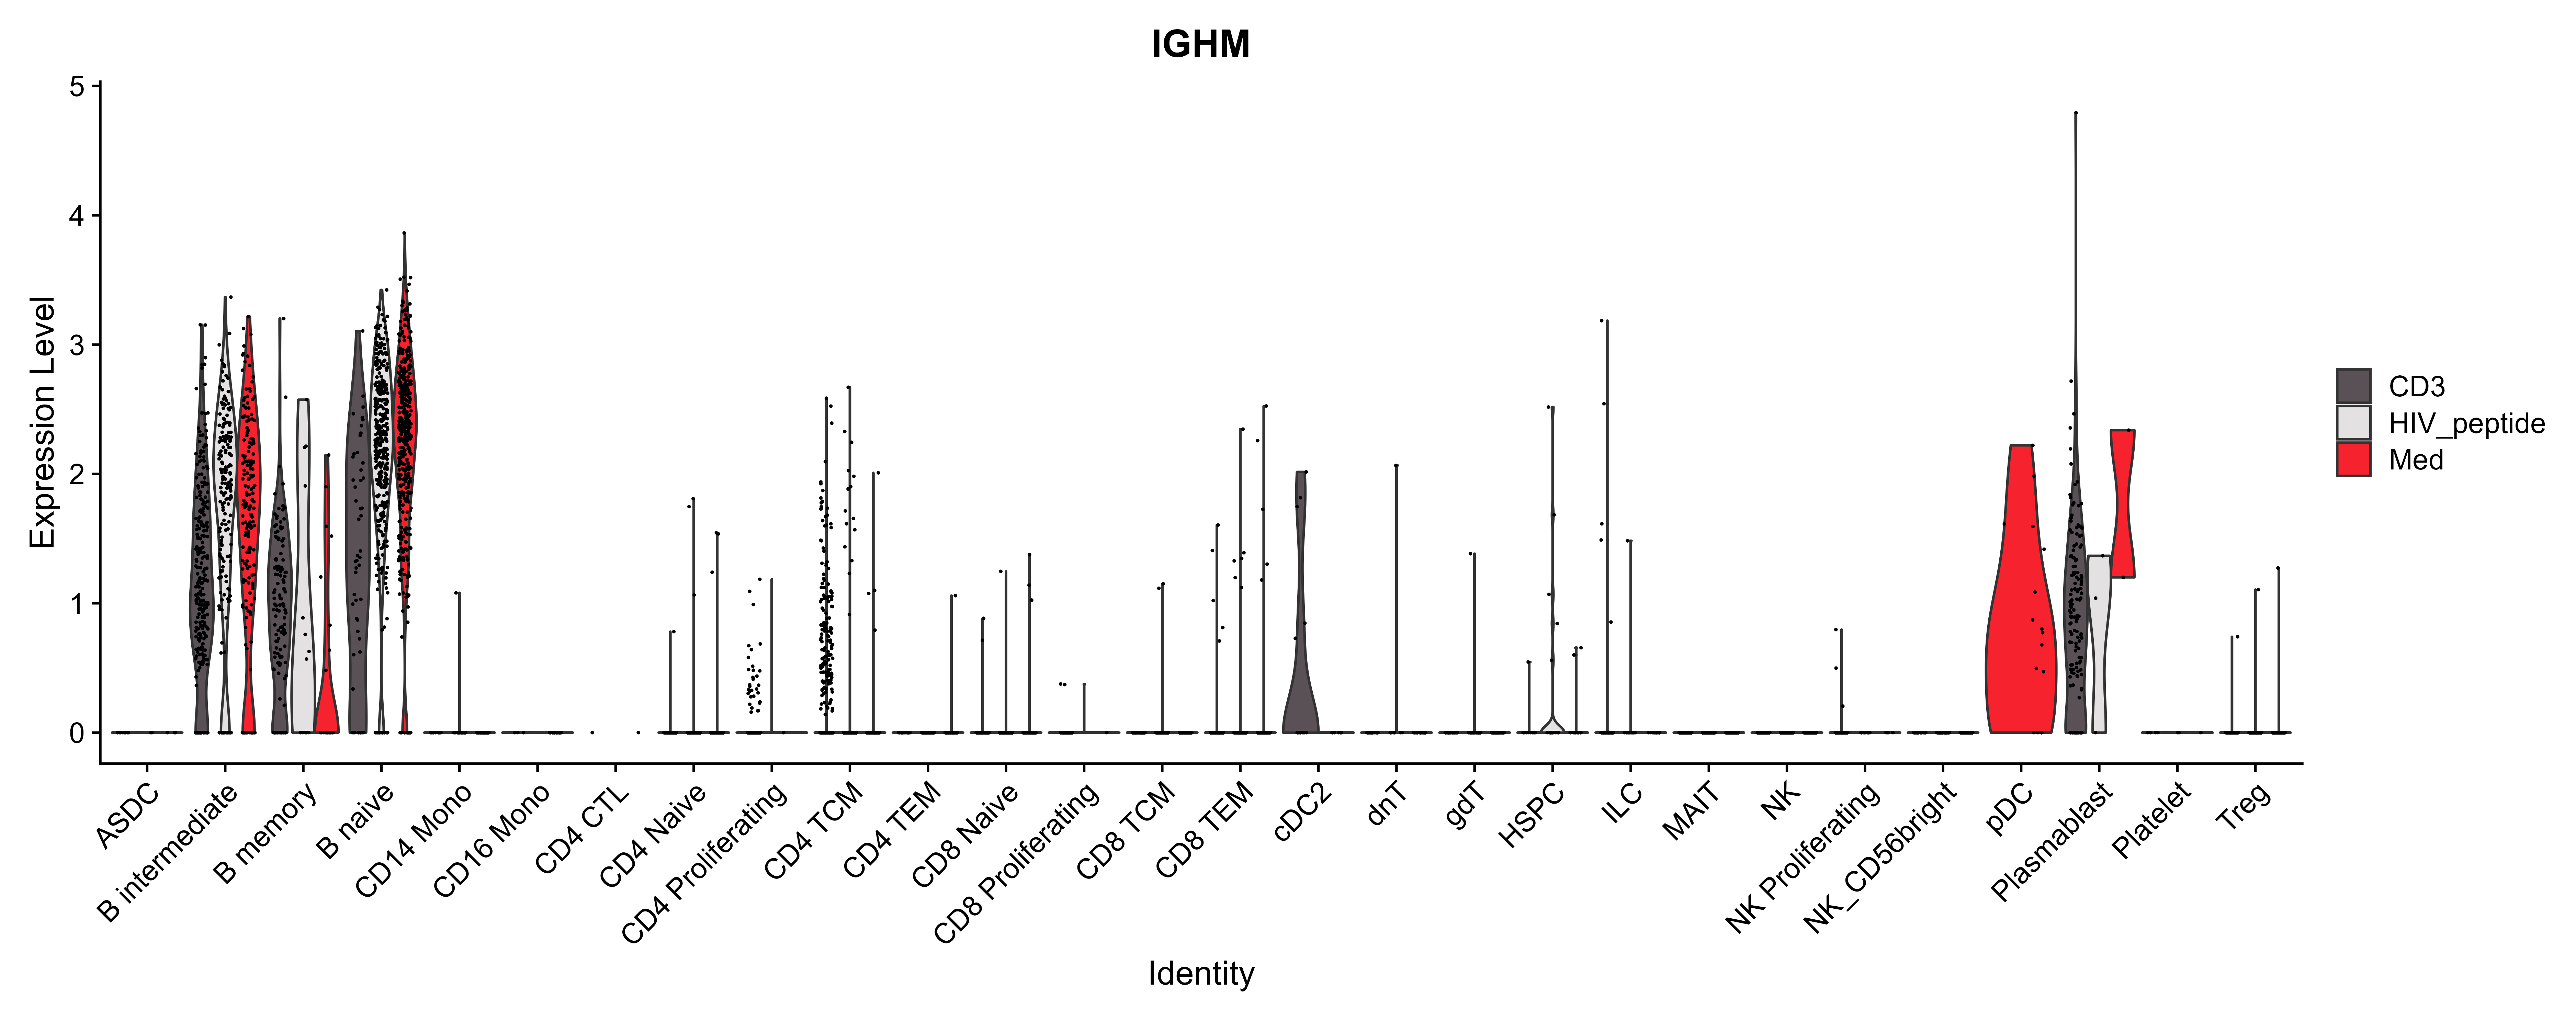 IGHM
Expression Level
5
4
3
2
1
0
ASDC
B intermediate
B memory
B naive
CD14 Mono
CD16 Mono
CD4 CTL
CD4 Naive
CD4 Proliferating
CD4 TCM
CD4 TEM
CD8 Naive
CD8 Proliferating
CD8 TCM
CD8 TEM
cDC2
dnT
gdT
HSPC
ILC
MAIT
NK
NK Proliferating
NK_CD56bright
pDC
Plasmablast
Platelet
Treg
Identity
CD3
HIV_peptide
Med